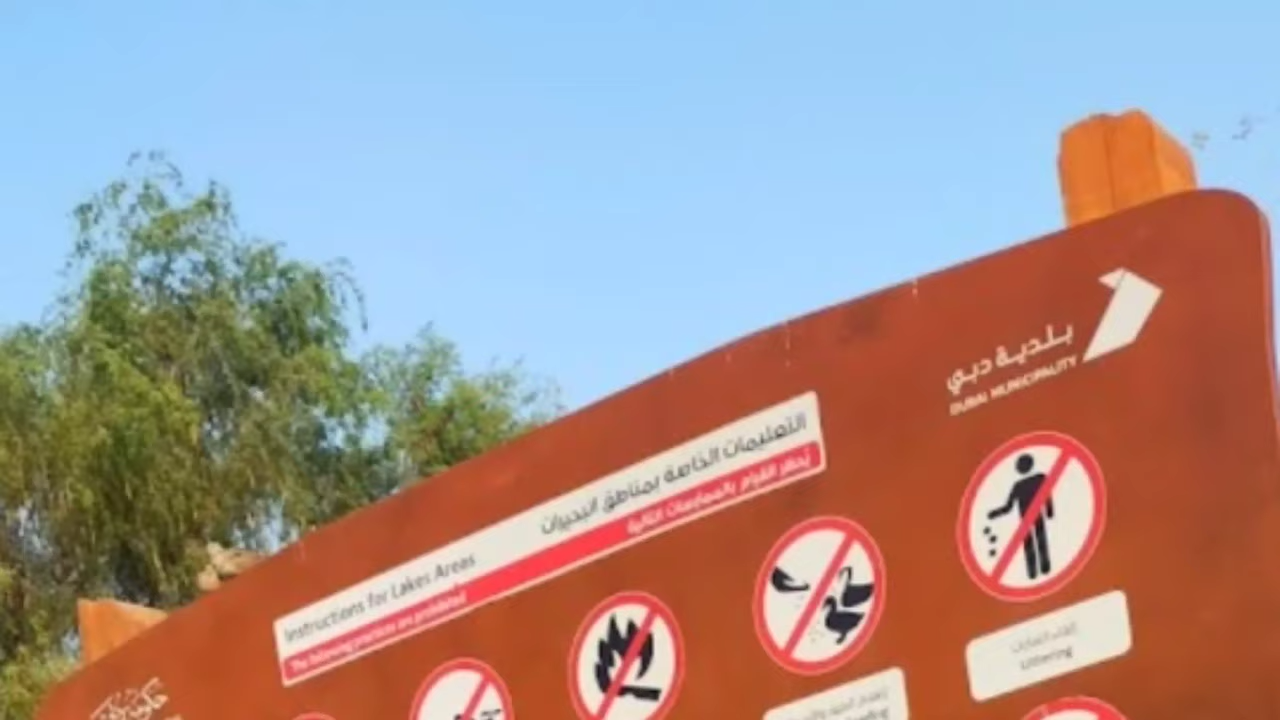 بلدية دبي
DUBAI MUNICIPALITY
التعليمات الخاصة بمناطق البحيرات
Instructions for Lakes Areas
يُحظر القيام بالممارسات التالية
The following practices are prohibited
إلقاء النفايات
Littering